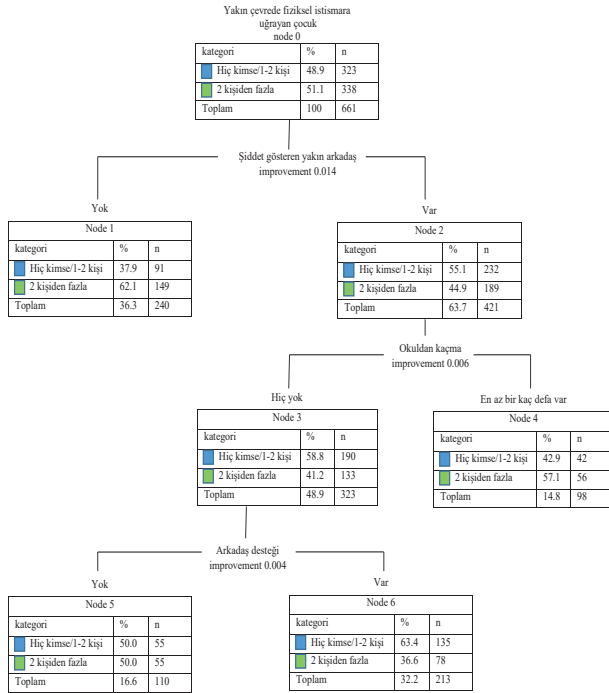 Yakın çevrede fiziksel istismara
uğrayan çocuk
node 0
kategori % n
Hiç kimse/1-2 kişi 48.9 323
2 kişiden fazla 51.1 338
Toplam 100 661
Şiddet gösteren yakın arkadaş
improvement 0.014
Yok
Node 1
kategori % n
Hiç kimse/1-2 kişi 37.9 91
2 kişiden fazla 62.1 149
Toplam 36.3 240
Var
Node 2
kategori % n
Hiç kimse/1-2 kişi 55.1 232
2 kişiden fazla 44.9 189
Toplam 63.7 421
Okuldan kaçma
improvement 0.006
Hiç yok
Node 3
kategori % n
Hiç kimse/1-2 kişi 58.8 190
2 kişiden fazla 41.2 133
Toplam 48.9 323
En az bir kaç defa var
Node 4
kategori % n
Hiç kimse/1-2 kişi 42.9 42
2 kişiden fazla 57.1 56
Toplam 14.8 98
Arkadaş desteği
improvement 0.004
Yok
Node 5
kategori % n
Hiç kimse/1-2 kişi 50.0 55
2 kişiden fazla 50.0 55
Toplam 16.6 110
Var
Node 6
kategori % n
Hiç kimse/1-2 kişi 63.4 135
2 kişiden fazla 36.6 78
Toplam 32.2 213